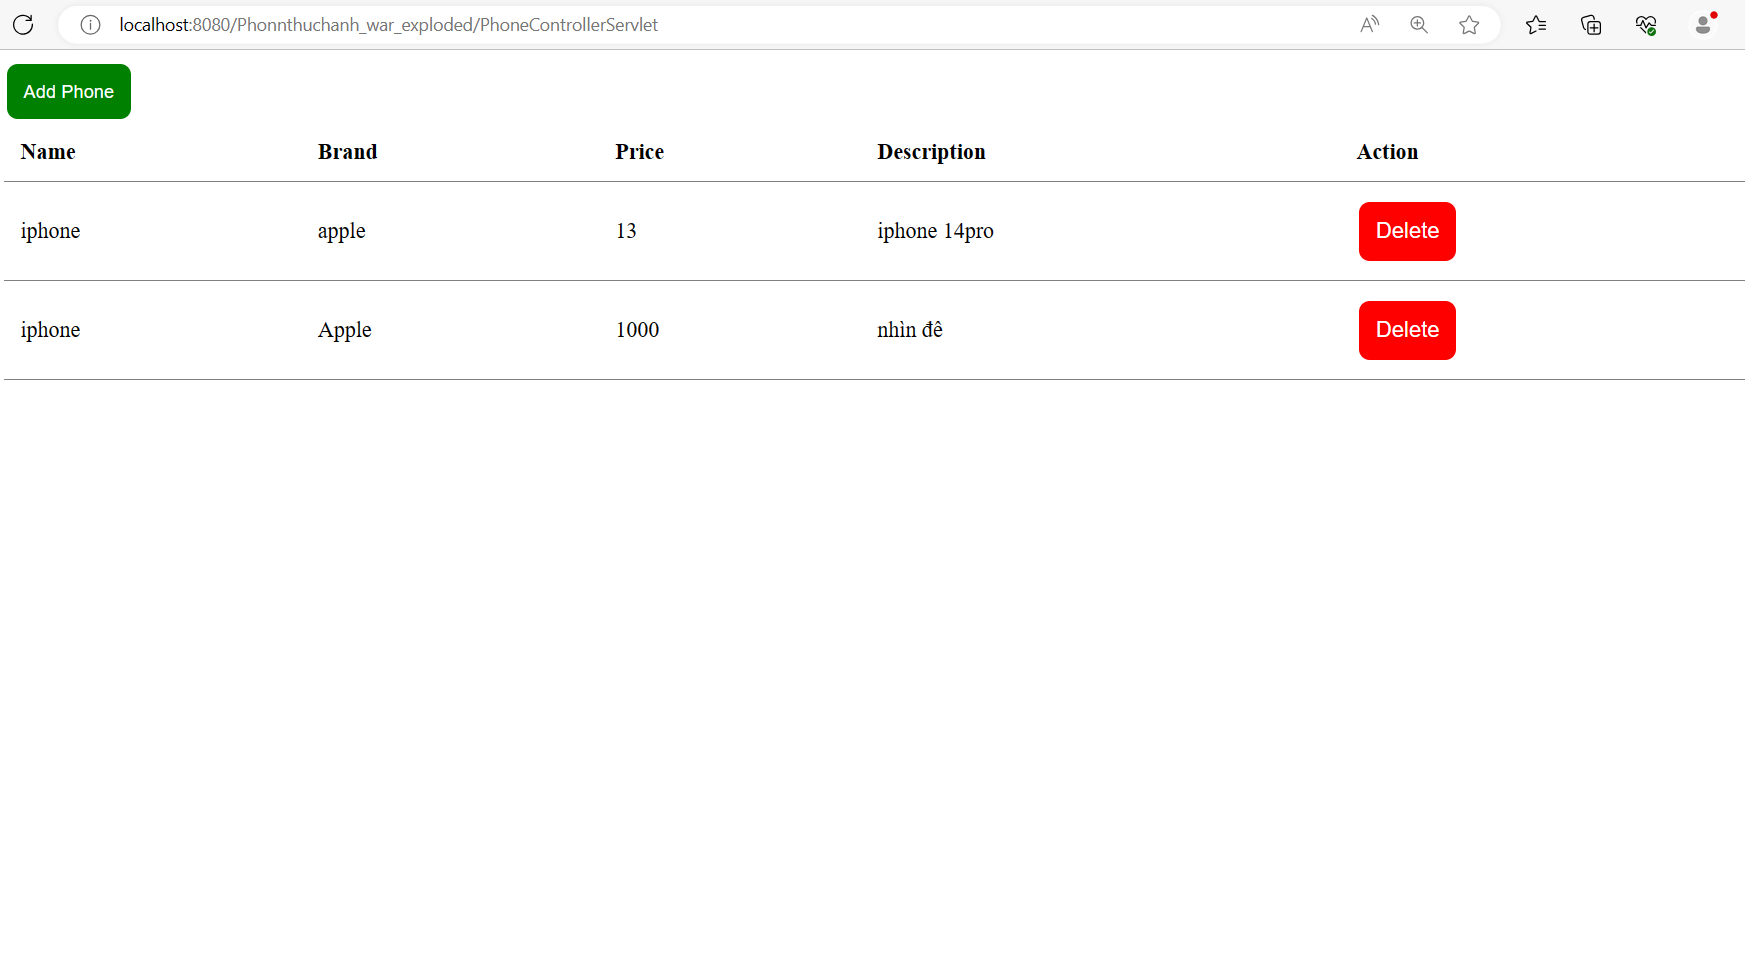 localhost:8080/Phonnthuchanh_war_exploded/PhoneControllerServlet
Add Phone
Name Brand Price Description Action
iphone apple 13 iphone 14pro Delete
iphone Apple 1000 nhìn đê Delete